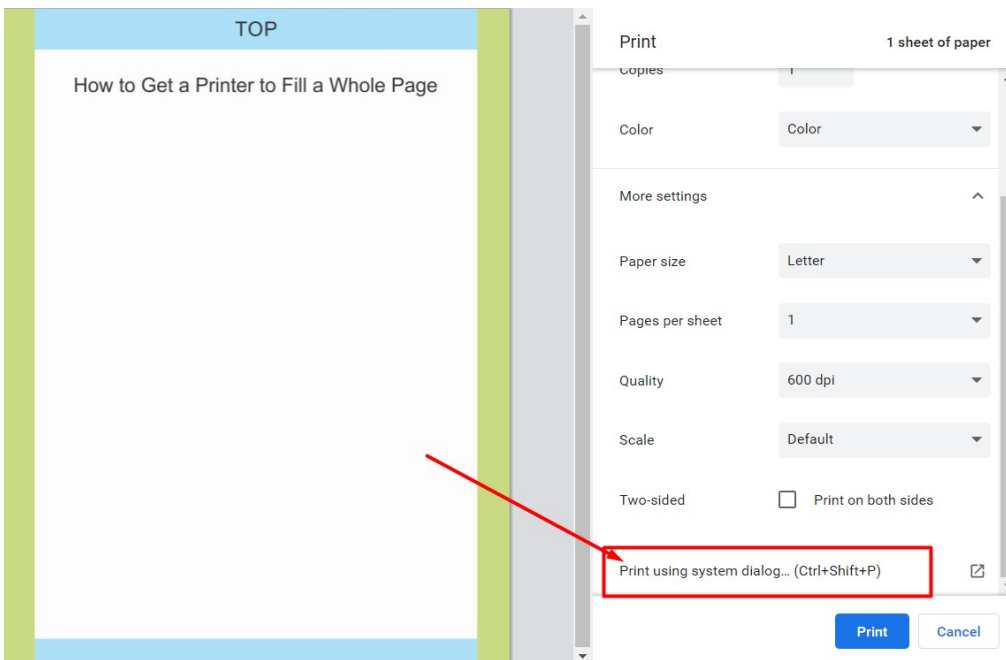 TOP
How to Get a Printer to Fill a Whole Page
Print 1 sheet of paper
Copies 1
Color Color
More settings
Paper size Letter
Pages per sheet 1
Quality 600 dpi
Scale Default
Two-sided Print on both sides
Print using system dialog... (Ctrl+Shift+P)
Print Cancel